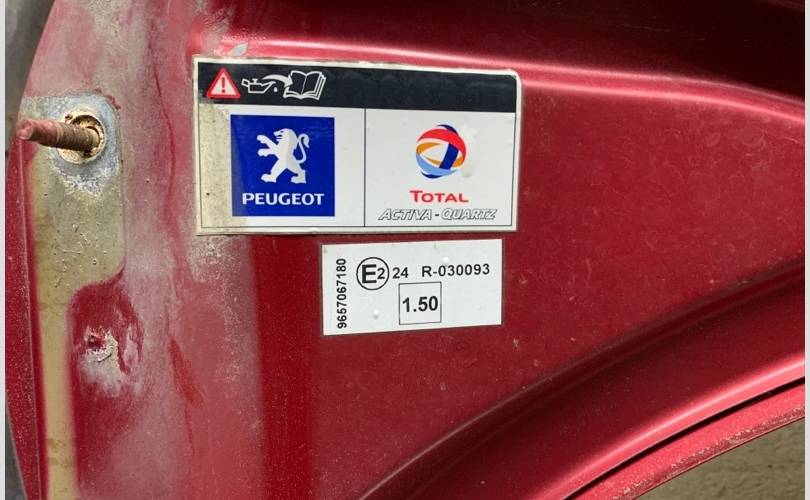 PEUGEOT
TOTAL
ACTIVA - QUARTZ
9657067180
E2 24 R-030093
1.50